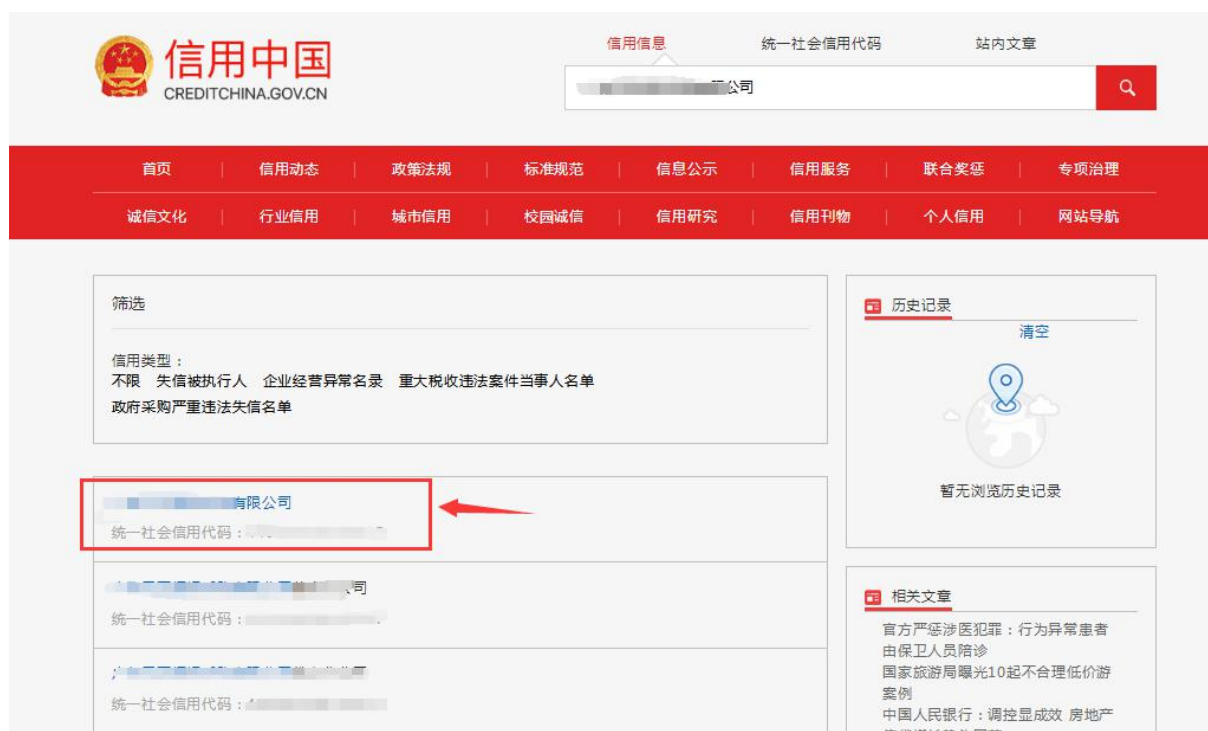 信用中国
CREDITCHINA.GOV.CN
信用信息 统一社会信用代码 站内文章
公司
首页 信用动态 政策法规 标准规范 信息公示 信用服务 联合奖惩 专项治理
诚信文化 行业信用 城市信用 校园诚信 信用研究 信用刊物 个人信用 网站导航
筛选
信用类型：
不限 失信被执行人 企业经营异常名录 重大税收违法案件当事人名单
政府采购严重违法失信名单
有限公司
统一社会信用代码：
司
统一社会信用代码：
统一社会信用代码：
历史记录
清空
暂无浏览历史记录
相关文章
官方严惩涉医犯罪：行为异常患者
由保卫人员陪诊
国家旅游局曝光10起不合理低价游
案例
中国人民银行：调控显成效 房地产